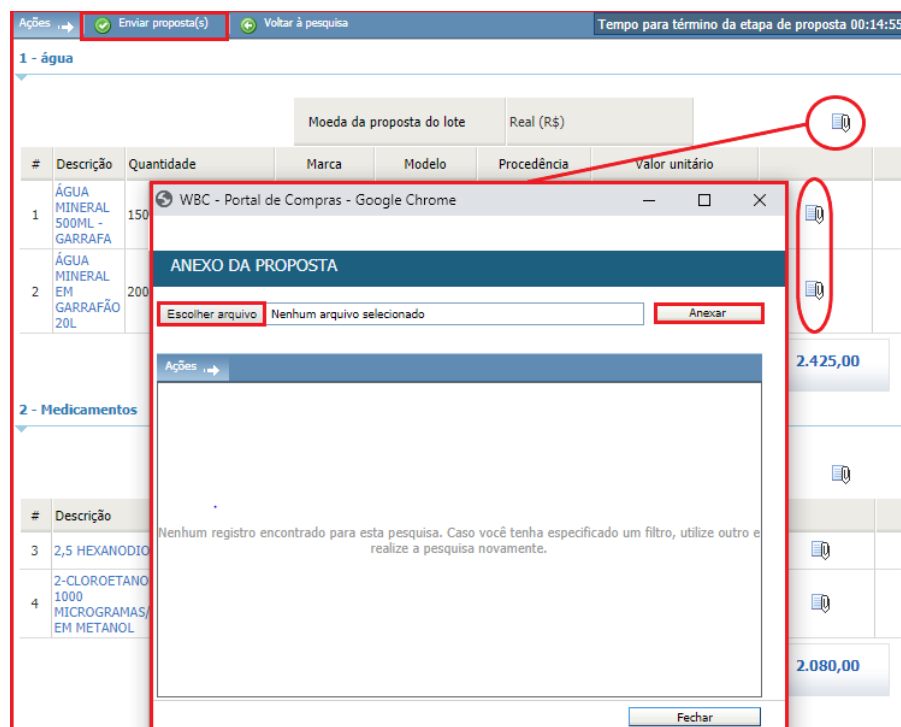 Ações Enviar proposta(s) Voltar à pesquisa Tempo para término da etapa de proposta 00:14:55
1 - água
Moeda da proposta do lote Real (R$)
# Descrição Quantidade Marca Modelo Procedência Valor unitário
1 ÁGUA
MINERAL
500ML -
GARRAFA
150
2 ÁGUA
MINERAL
EM
GARRAFÃO
20L
200
2.425,00
WBC - Portal de Compras - Google Chrome
ANEXO DA PROPOSTA
Escolher arquivo Nenhum arquivo selecionado Anexar
Ações
Nenhum registro encontrado para esta pesquisa. Caso você tenha especificado um filtro, utilize outro e
realize a pesquisa novamente.
Fechar
2 - Medicamentos
# Descrição
3 2,5 HEXANODIO
4 2-CLOROETANO
1000
MICROGRAMAS/
EM METANOL
2.080,00